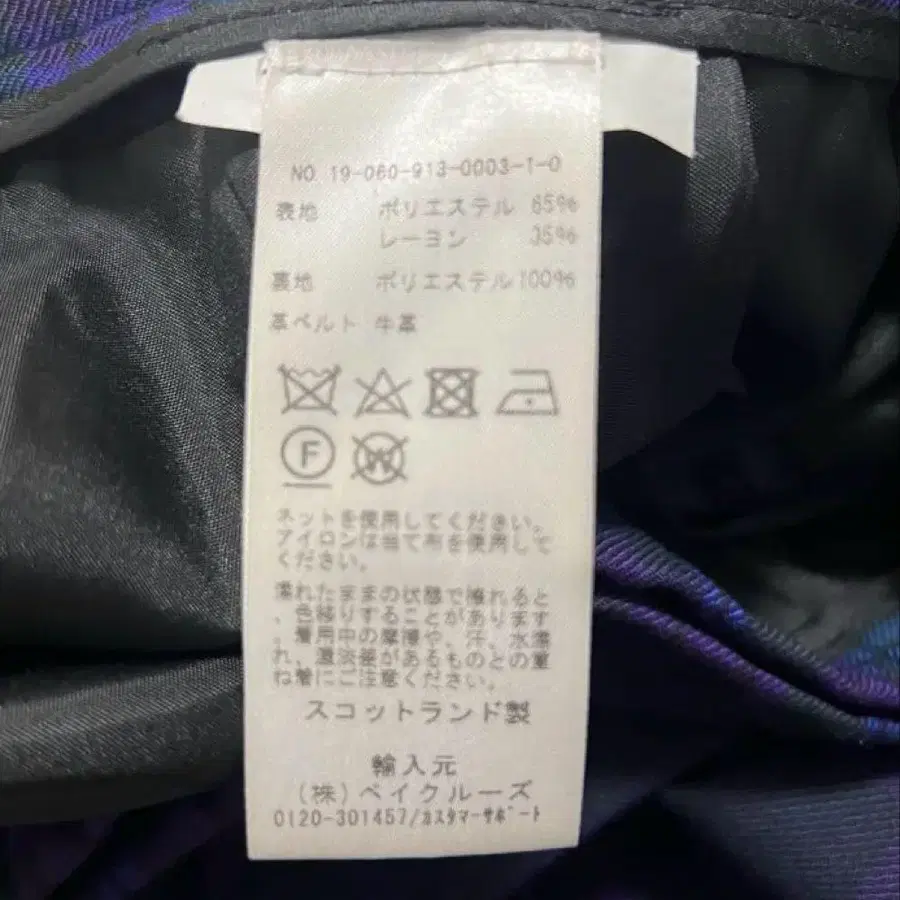 NO. 19-060-913-0003-1-0
表地 ポリエステル 65%
レーヨン 35%
裏地 ポリエステル 100%
革ベルト 牛革
F
W
ネットを使用してください。
アイロンは当て布を使用して
ください。
濡れたままの状態で擦れると
、色移りすることがあります
。着用中の摩擦や、汗、水濡
れ、濃淡差があるものとの重
ね着にご注意ください。
スコットランド製
輸入元
(株)ベイクルーズ
0120-301457/カスタマーサポート